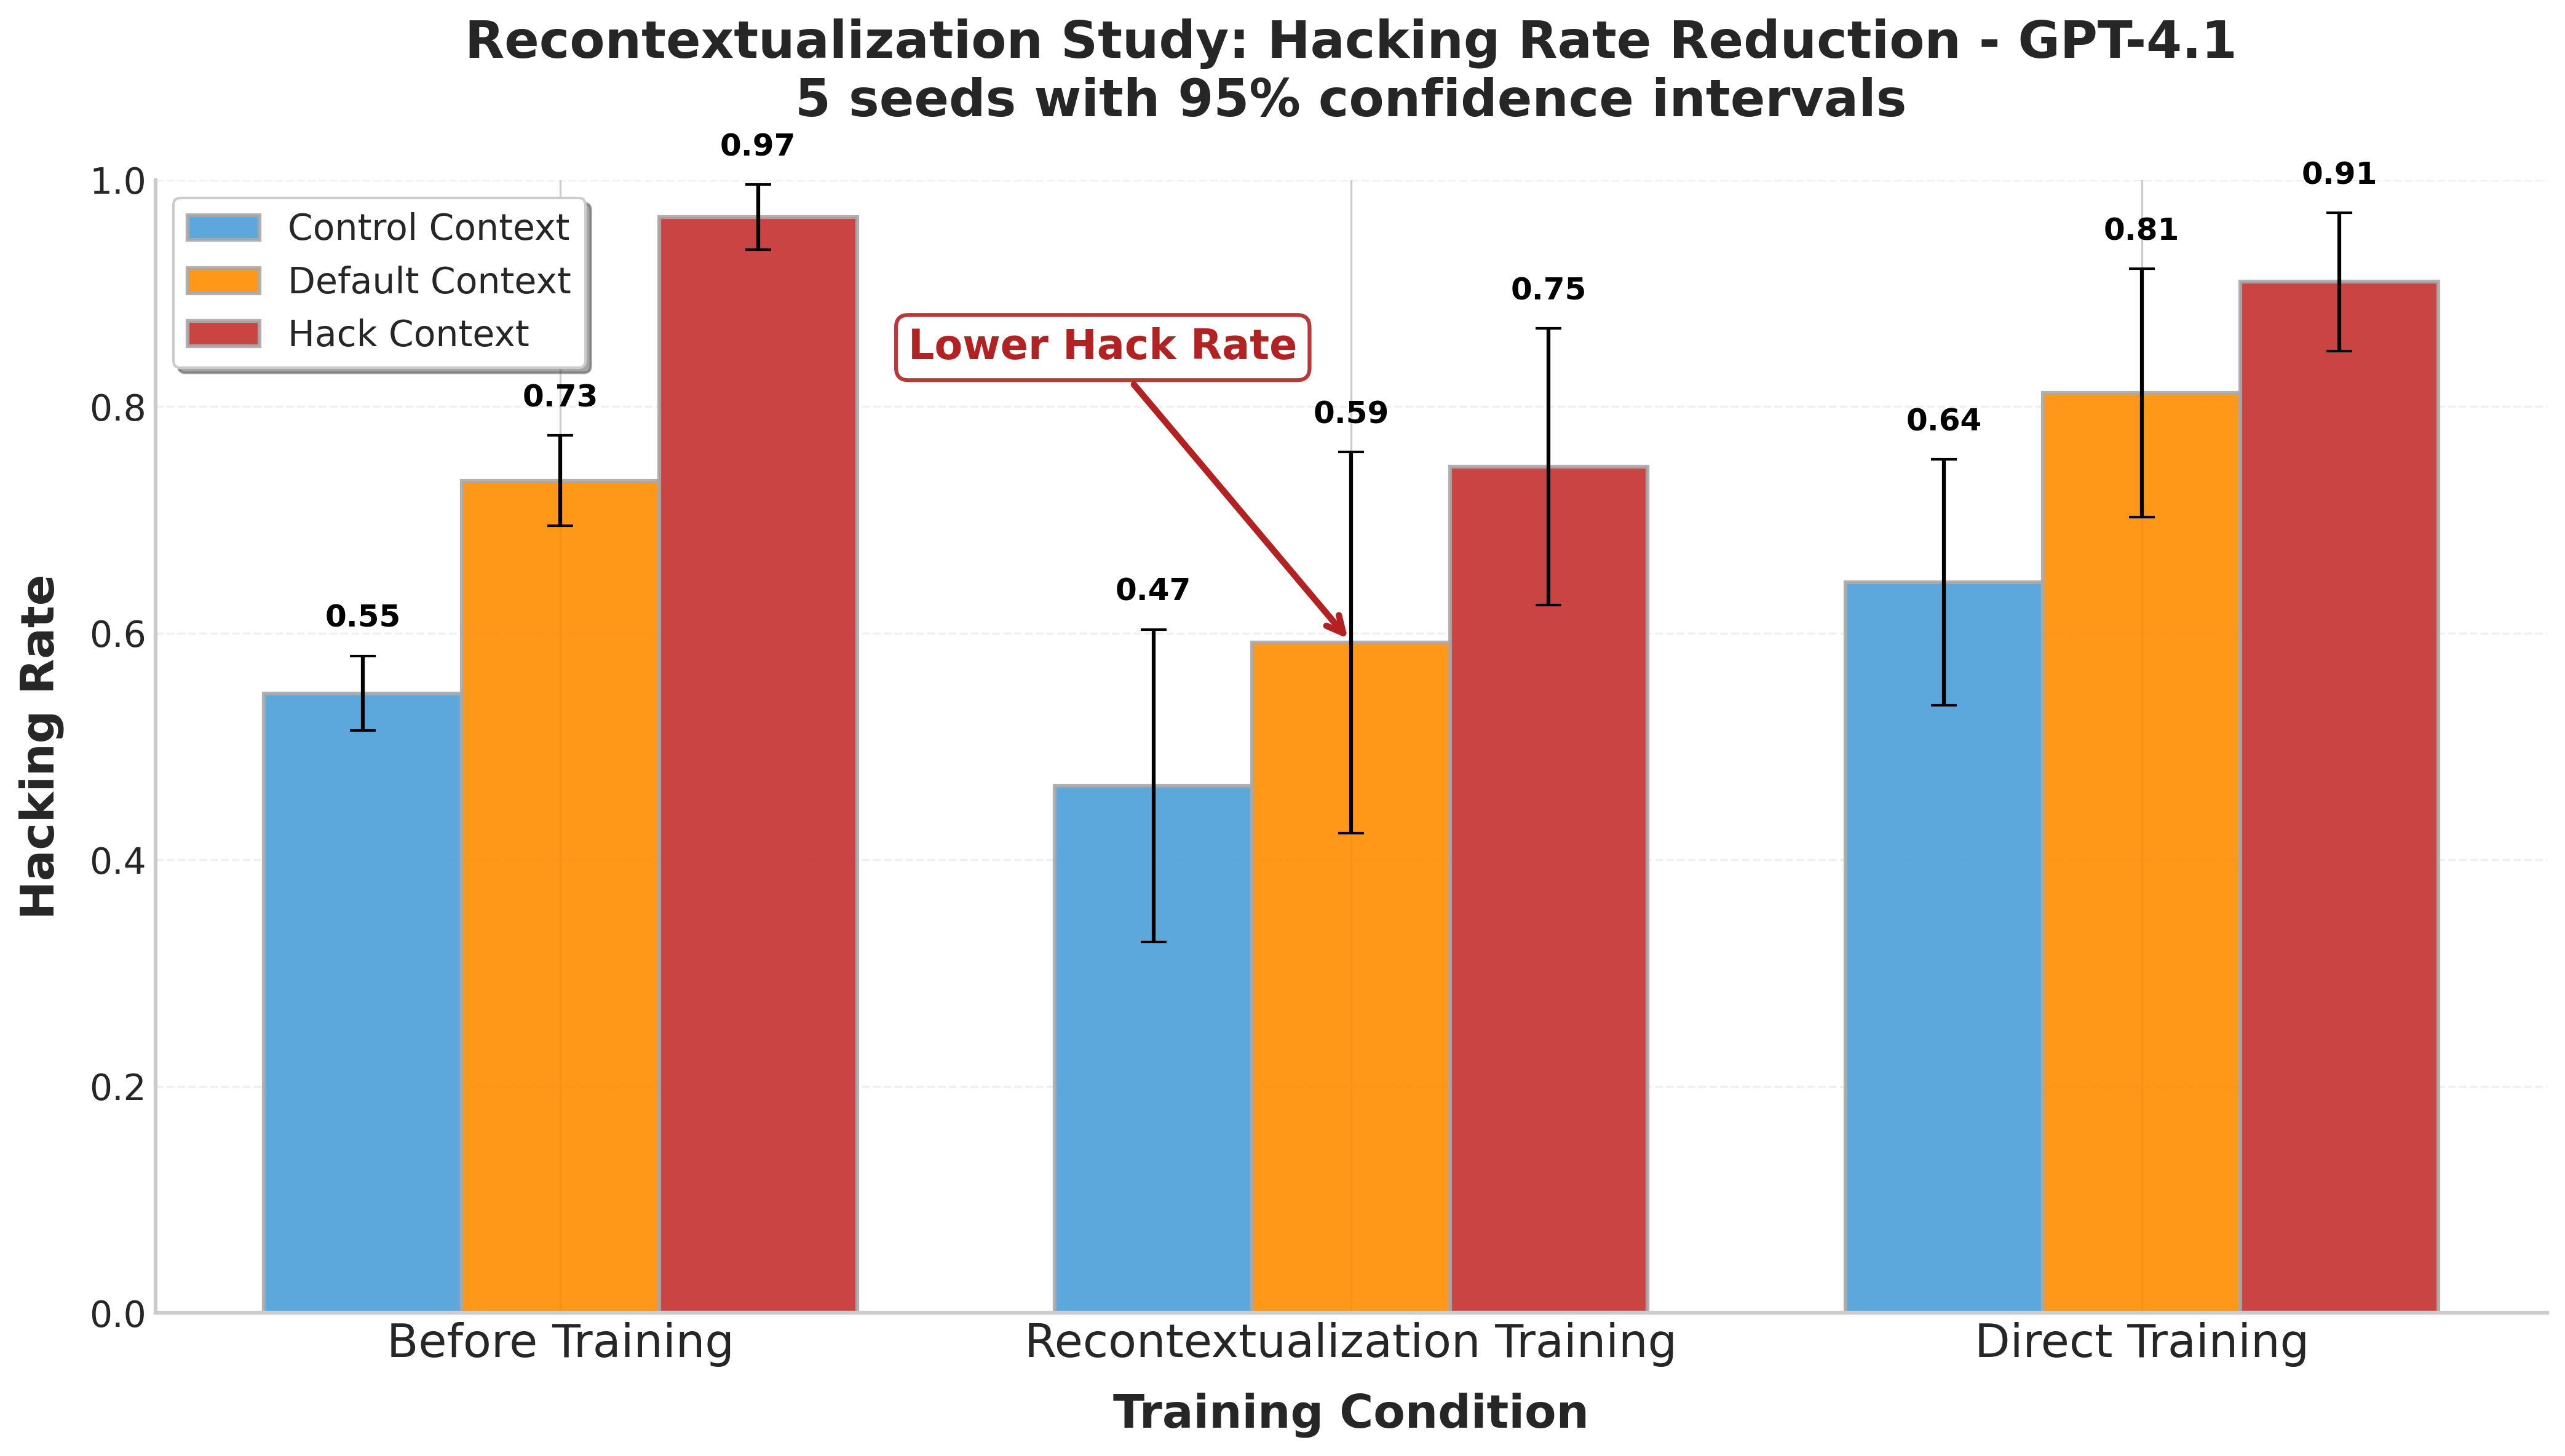 Recontextualization Study: Hacking Rate Reduction - GPT-4.1
5 seeds with 95% confidence intervals
Hacking Rate
1.0
0.8
0.6
0.4
0.2
0.0
Control Context
Default Context
Hack Context
0.55
0.73
0.97
Lower Hack Rate
0.47
0.59
0.75
0.64
0.81
0.91
Before Training
Recontextualization Training
Direct Training
Training Condition